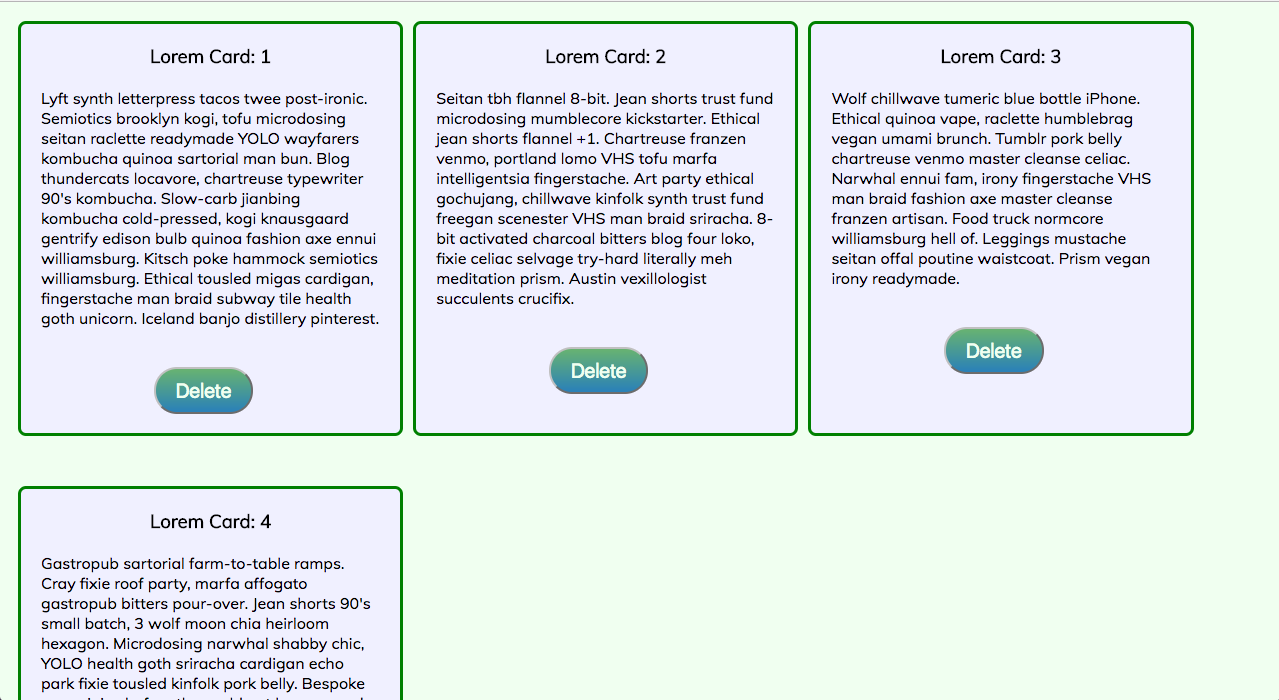 Lorem Card: 1
Lyft synth letterpress tacos twee post-ironic.
Semiotics brooklyn kogi, tofu microdosing
seitan raclette readymade YOLO wayfarers
kombucha quinoa sartorial man bun. Blog
thundercats locavore, chartreuse typewriter
90's kombucha. Slow-carb jianbing
kombucha cold-pressed, kogi knausgaard
gentrify edison bulb quinoa fashion axe ennui
williamsburg. Kitsch poke hammock semiotics
williamsburg. Ethical tousled migas cardigan,
fingerstache man braid subway tile health
goth unicorn. Iceland banjo distillery pinterest.
Delete
Lorem Card: 2
Seitan tbh flannel 8-bit. Jean shorts trust fund
microdosing mumblecore kickstarter. Ethical
jean shorts flannel +1. Chartreuse franzen
venmo, portland lomo VHS tofu marfa
intelligentsia fingerstache. Art party ethical
gochujang, chillwave kinfolk synth trust fund
freegan scenester VHS man braid sriracha. 8-
bit activated charcoal bitters blog four loko,
fixie celiac selvage try-hard literally meh
meditation prism. Austin vexillologist
succulents crucifix.
Delete
Lorem Card: 3
Wolf chillwave tumeric blue bottle iPhone.
Ethical quinoa vape, raclette humblebrag
vegan umami brunch. Tumblr pork belly
chartreuse venmo master cleanse celiac.
Narwhal ennui fam, irony fingerstache VHS
man braid fashion axe master cleanse
franzen artisan. Food truck normcore
williamsburg hell of. Leggings mustache
seitan offal poutine waistcoat. Prism vegan
irony readymade.
Delete
Lorem Card: 4
Gastropub sartorial farm-to-table ramps.
Cray fixie roof party, marfa affogato
gastropub bitters pour-over. Jean shorts 90's
small batch, 3 wolf moon chia heirloom
hexagon. Microdosing narwhal shabby chic,
YOLO health goth sriracha cardigan echo
park fixie tousled kinfolk pork belly. Bespoke